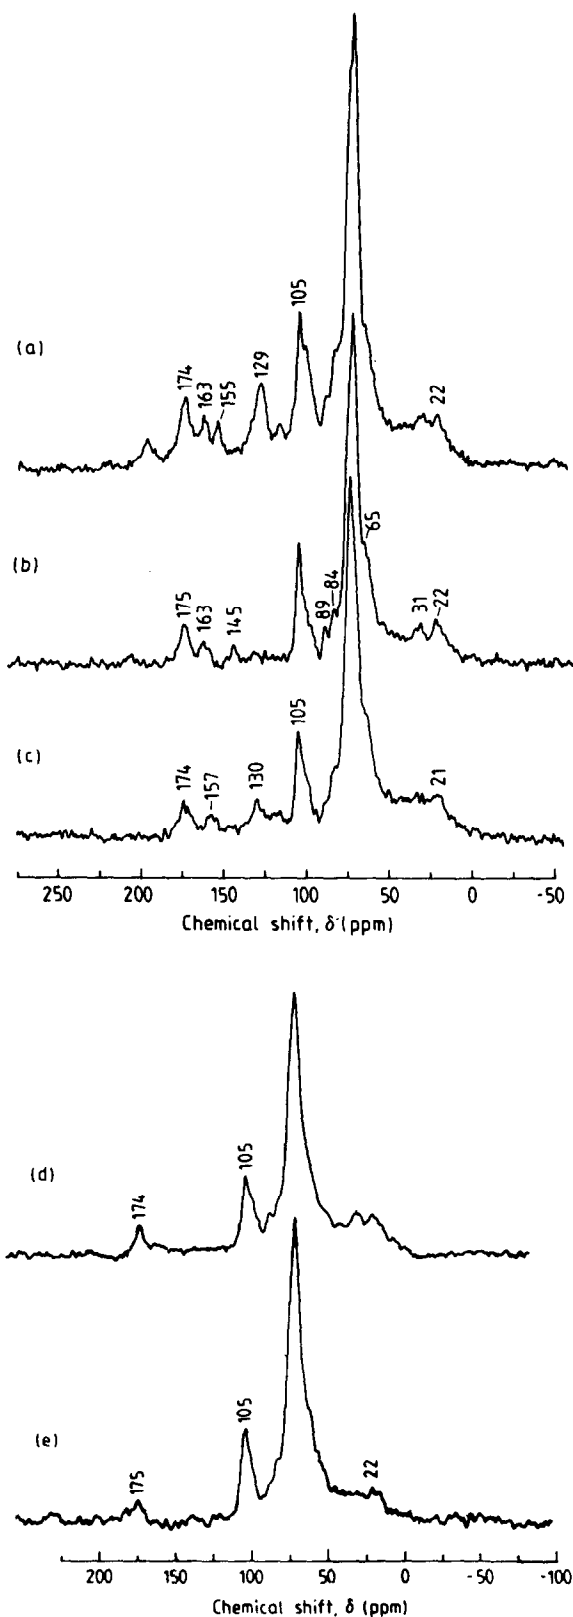 105
(a)
174
163
155
129
22
(b)
175
163
145
89
84
65
31
22
(c)
174
157
130
105
21
250 200 150 100 50 0 -50
Chemical shift, δ (ppm)
(d)
174
105
(e)
175
105
22
200 150 100 50 0 -50 -100
Chemical shift, δ (ppm)